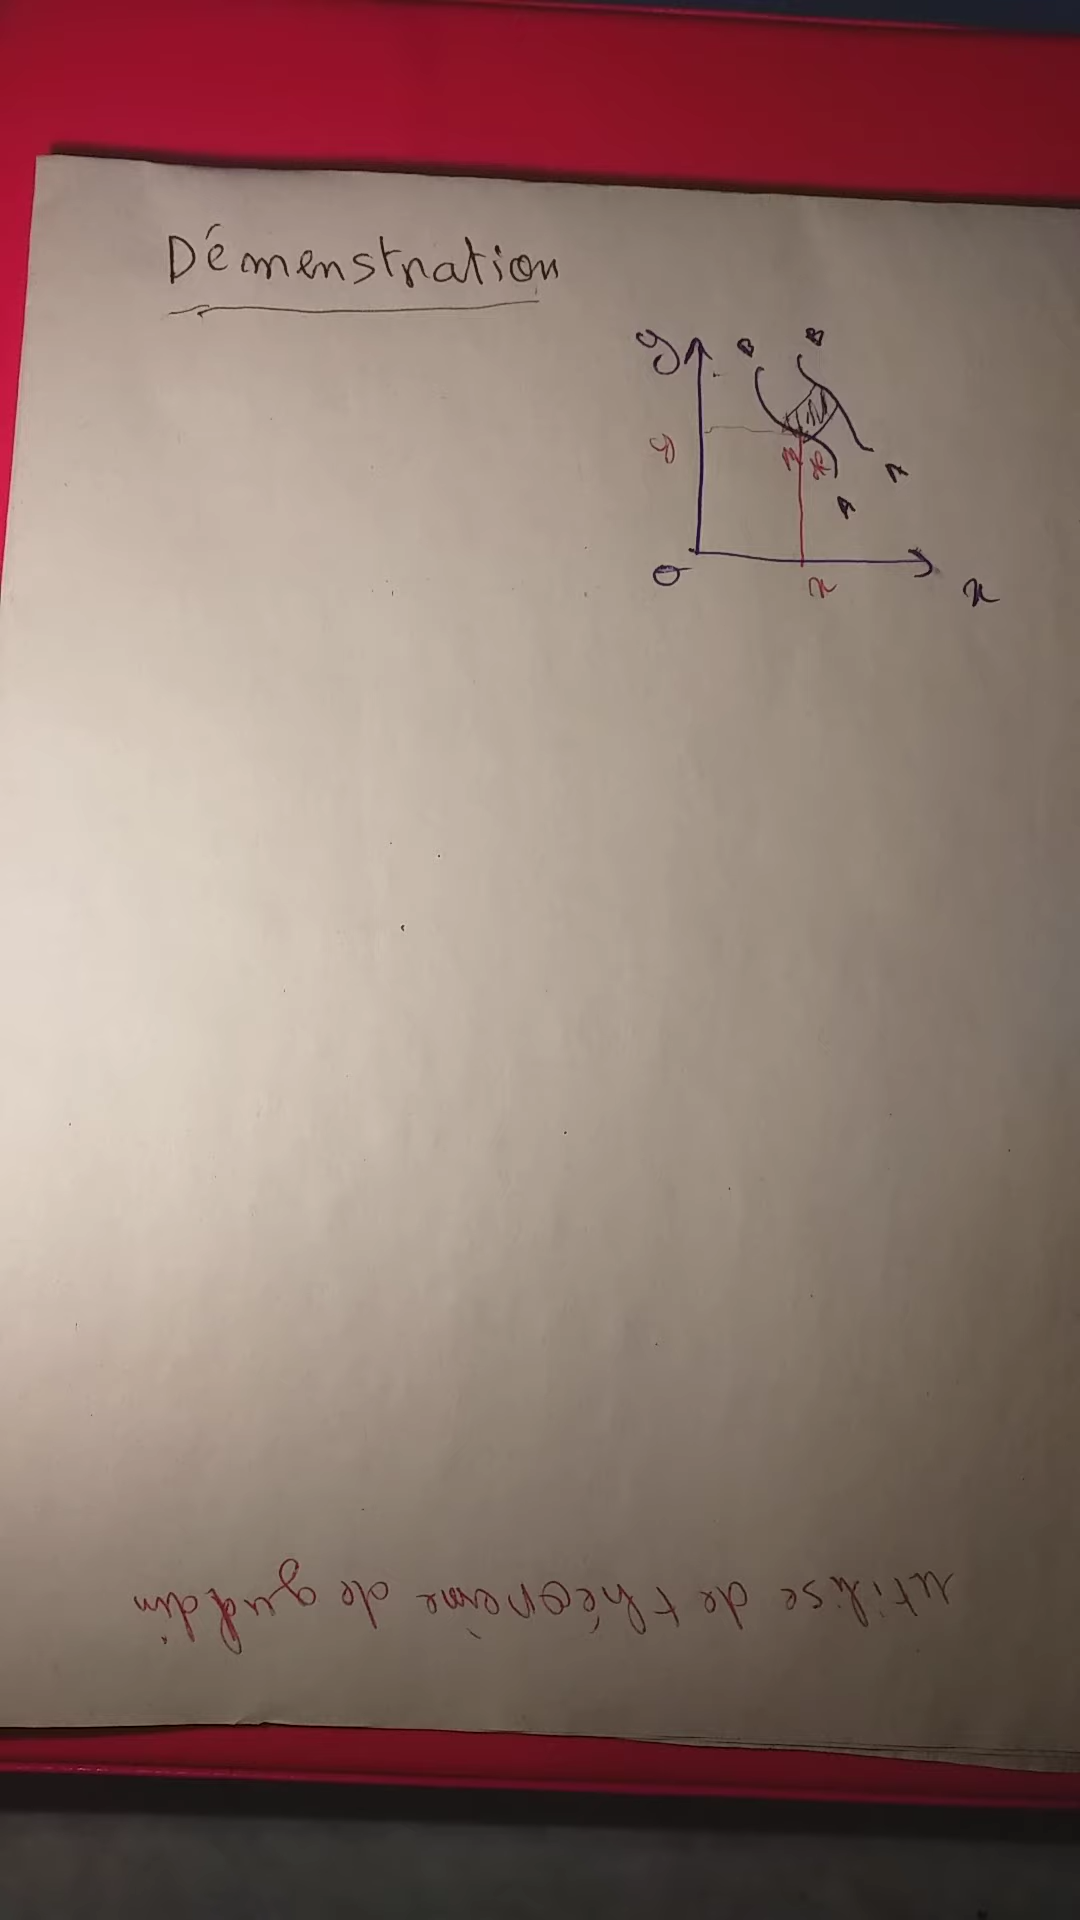 Démenstration
y
B
B
y
A
A
O
x
x
utilise de théorème de guldin